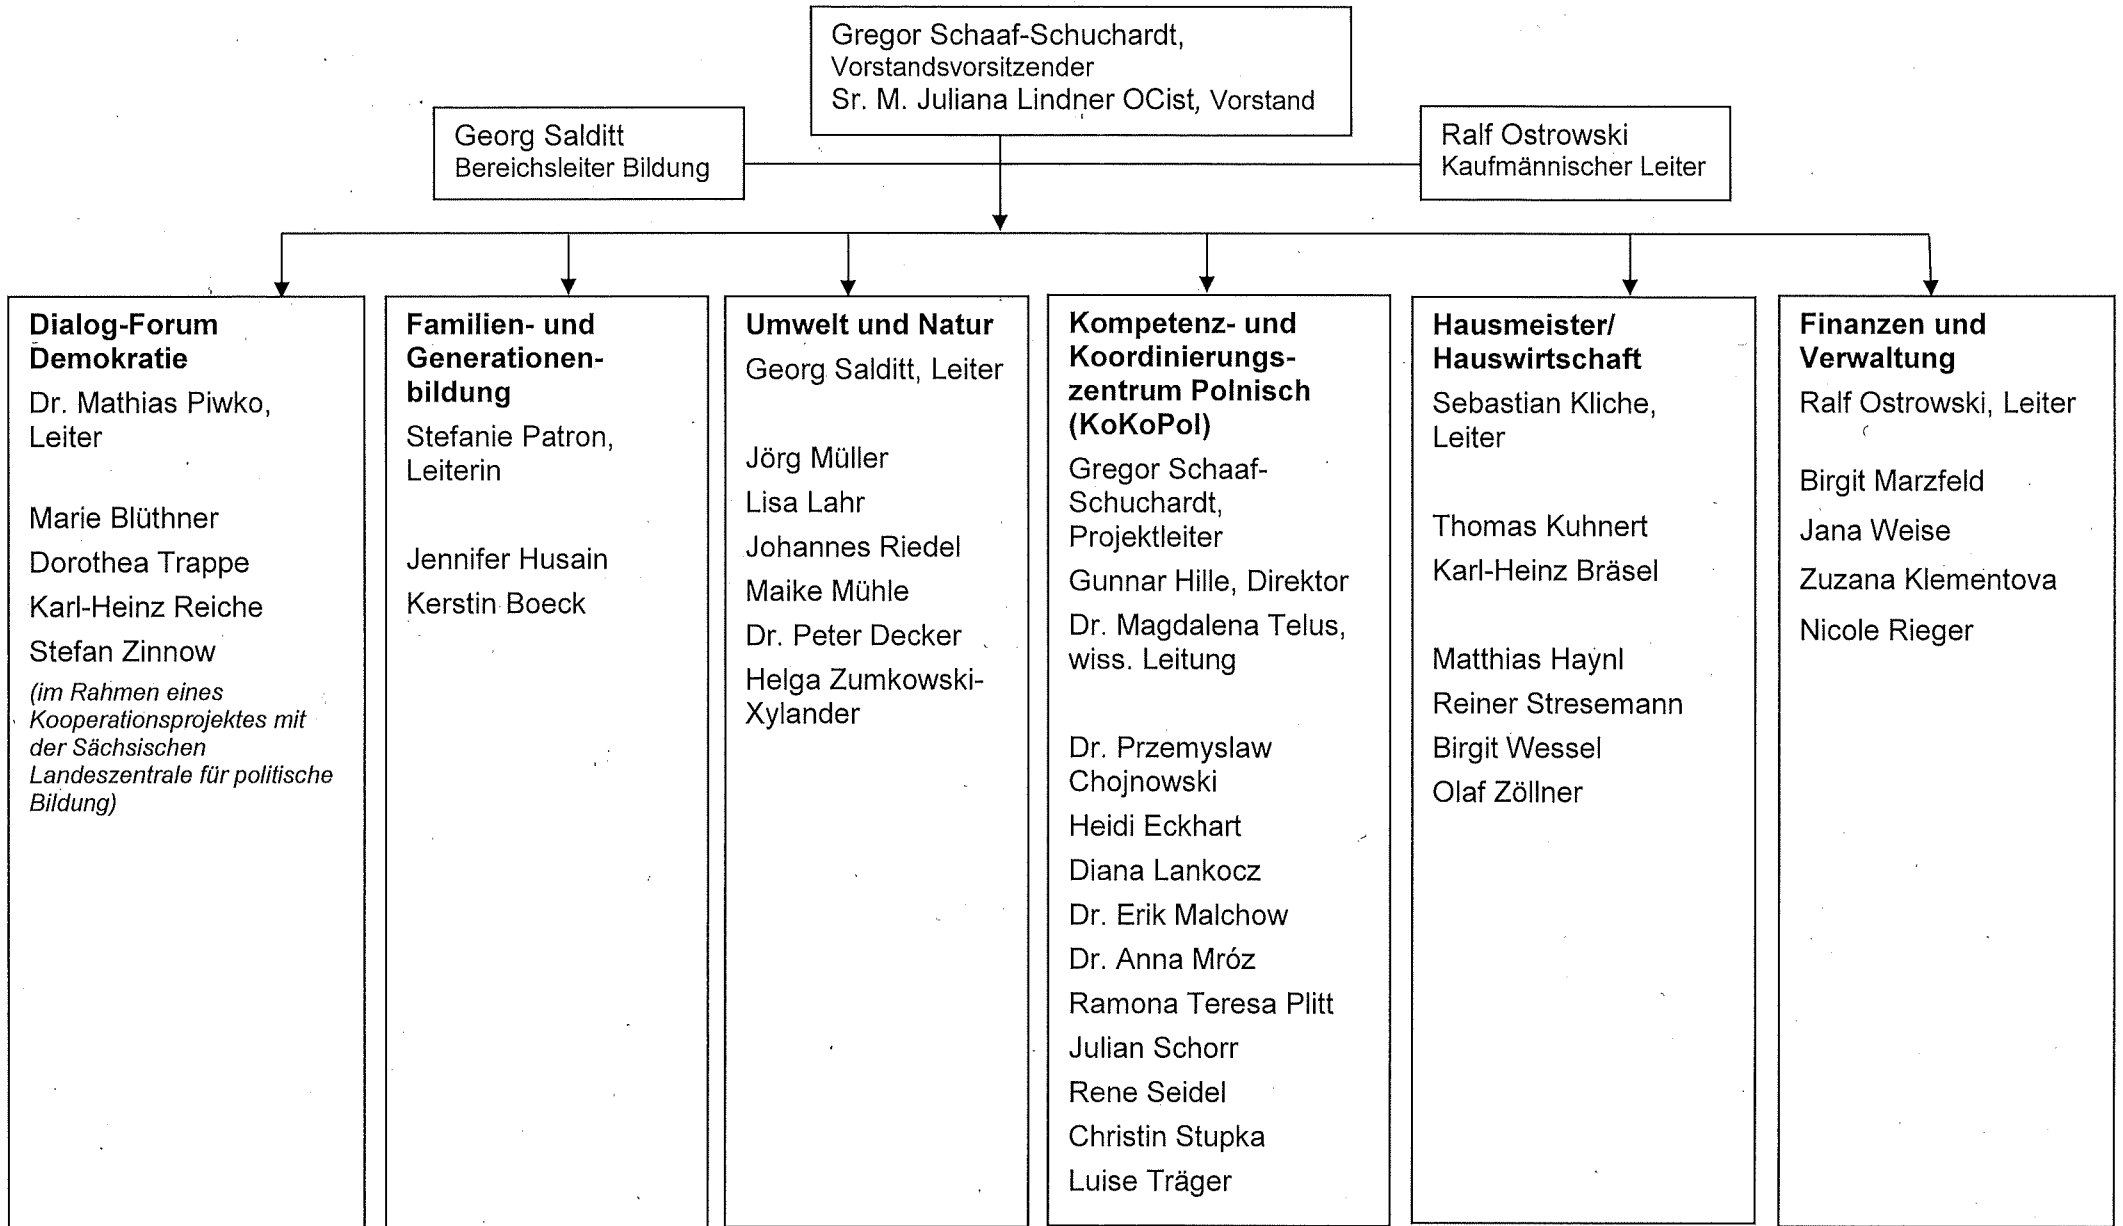 Gregor Schaaf-Schuchardt,
Vorstandsvorsitzender
Sr. M. Juliana Lindner OCist, Vorstand
Georg Salditt
Bereichsleiter Bildung
Ralf Ostrowski
Kaufmännischer Leiter
Dialog-Forum
Demokratie
Dr. Mathias Piwko,
Leiter
Marie Blüthner
Dorothea Trappe
Karl-Heinz Reiche
Stefan Zinnow
(im Rahmen eines
Kooperationsprojektes mit
der Sächsischen
Landeszentrale für politische
Bildung)
Familien- und
Generationen-
bildung
Stefanie Patron,
Leiterin
Jennifer Husain
Kerstin Boeck
Umwelt und Natur
Georg Salditt, Leiter
Jörg Müller
Lisa Lahr
Johannes Riedel
Maike Mühle
Dr. Peter Decker
Helga Zumkowski-
Xylander
Kompetenz- und
Koordinierungs-
zentrum Polnisch
(KoKoPol)
Gregor Schaaf-
Schuchardt,
Projektleiter
Gunnar Hille, Direktor
Dr. Magdalena Telus,
wiss. Leitung
Dr. Przemyslaw
Chojnowski
Heidi Eckhart
Diana Lankocz
Dr. Erik Malchow
Dr. Anna Mróz
Ramona Teresa Plitt
Julian Schorr
Rene Seidel
Christin Stupka
Luise Träger
Hausmeister/
Hauswirtschaft
Sebastian Kliche,
Leiter
Thomas Kuhnert
Karl-Heinz Bräsel
Matthias Haynl
Reiner Stresemann
Birgit Wessel
Olaf Zöllner
Finanzen und
Verwaltung
Ralf Ostrowski, Leiter
Birgit Marzfeld
Jana Weise
Zuzana Klementova
Nicole Rieger